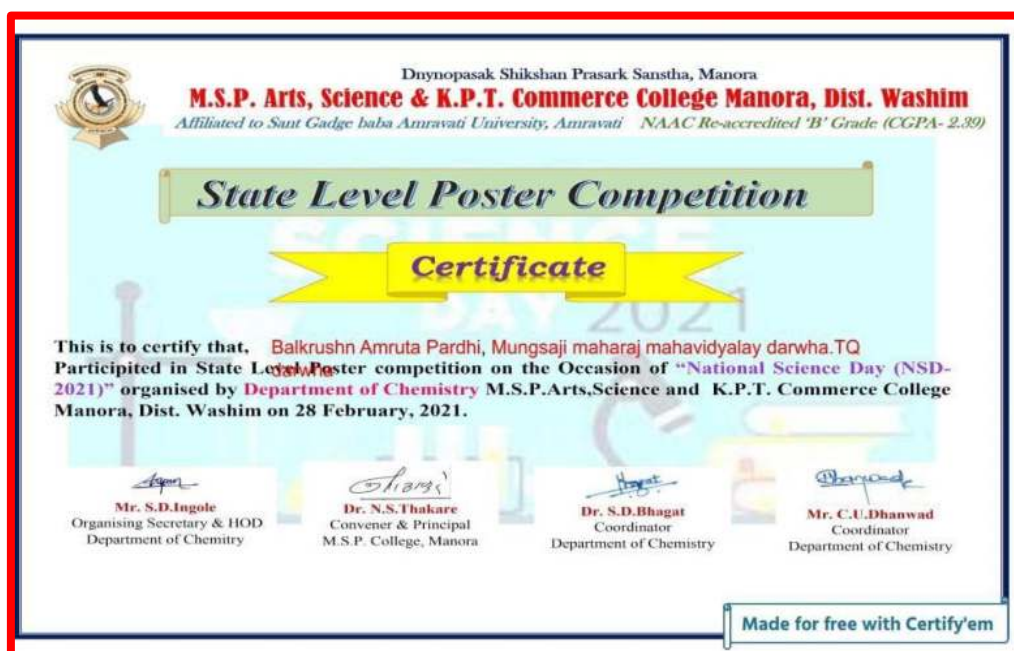 Dnynopasak Shikshan Prasark Sanstha, Manora
M.S.P. Arts, Science & K.P.T. Commerce College Manora, Dist. Washim
Affiliated to Sant Gadge baba Amravati University, Amravati NAAC Re-accredited 'B' Grade (CGPA- 2.39)
State Level Poster Competition
SCIENCE
DAY 2021
Certificate
This is to certify that, Balkrushn Amruta Pardhi, Mungsaji maharaj mahavidyalay darwha.TQ
darwha
Participited in State Level Poster competition on the Occasion of “National Science Day (NSD-
2021)” organised by Department of Chemistry M.S.P.Arts,Science and K.P.T. Commerce College
Manora, Dist. Washim on 28 February, 2021.
Mr. S.D.Ingole
Organising Secretary & HOD
Department of Chemitry
Dr. N.S.Thakare
Convener & Principal
M.S.P. College, Manora
Dr. S.D.Bhagat
Coordinator
Department of Chemistry
Mr. C.U.Dhanwad
Coordinator
Department of Chemistry
Made for free with Certify'em